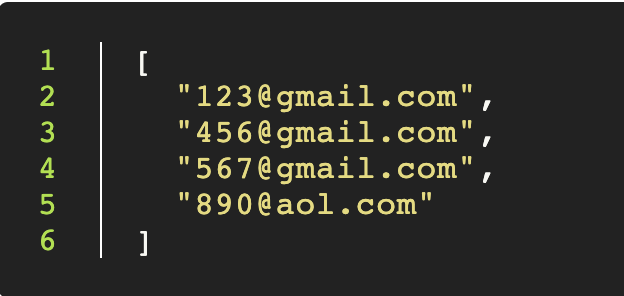 1 [
2 "123@gmail.com",
3 "456@gmail.com",
4 "567@gmail.com",
5 "890@aol.com"
6 ]